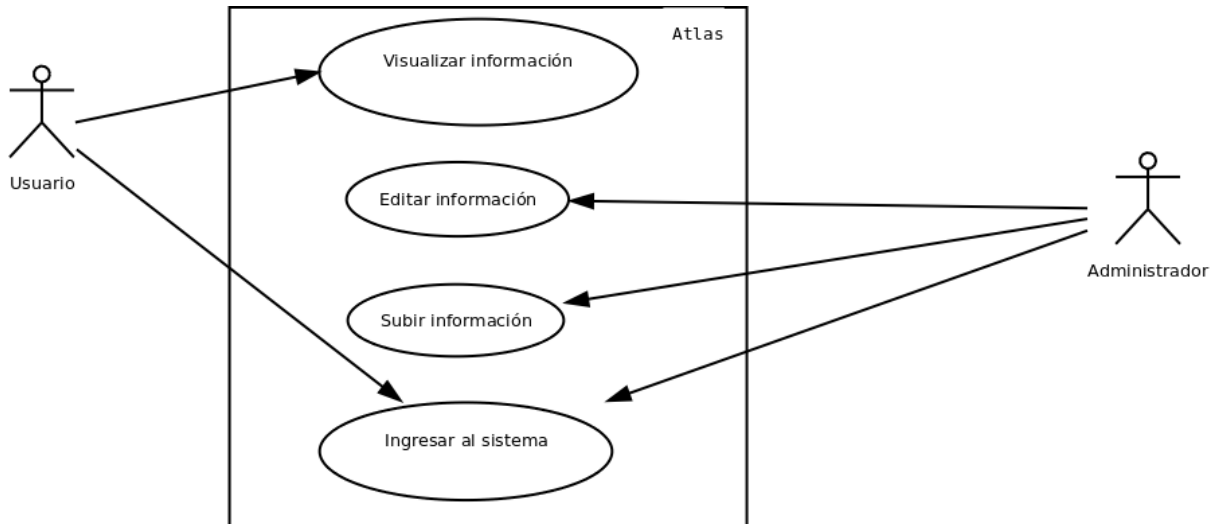 Atlas
Visualizar información
Usuario
Editar información
Administrador
Subir información
Ingresar al sistema